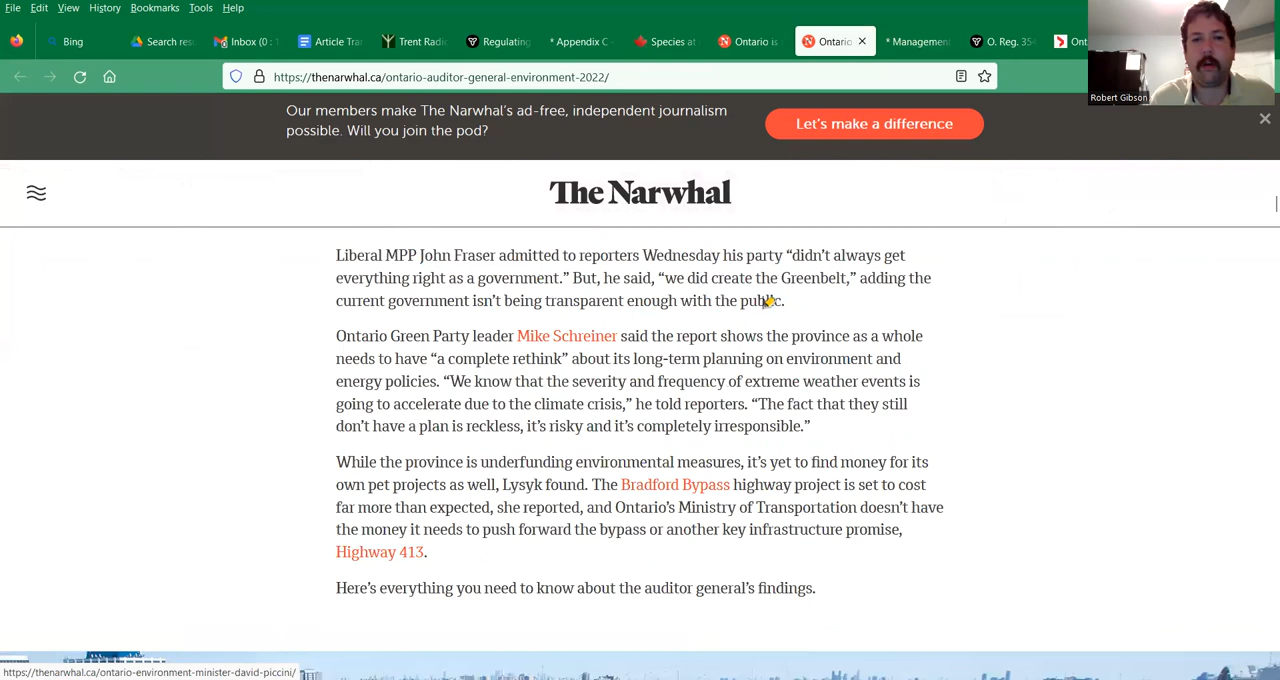 File Edit View History Bookmarks Tools Help
Bing Search res Inbox (0 : Article Tra Trent Radi Regulating * Appendix C - Species at Ontario is Ontario * Managemen O. Reg. 354 Ont
https://thenarwhal.ca/ontario-auditor-general-environment-2022/
Robert Gibson
Our members make The Narwhal's ad-free, independent journalism
possible. Will you join the pod?
Let's make a difference
The Narwhal
Liberal MPP John Fraser admitted to reporters Wednesday his party “didn't always get
everything right as a government.” But, he said, “we did create the Greenbelt,” adding the
current government isn't being transparent enough with the public.
Ontario Green Party leader Mike Schreiner said the report shows the province as a whole
needs to have “a complete rethink” about its long-term planning on environment and
energy policies. “We know that the severity and frequency of extreme weather events is
going to accelerate due to the climate crisis,” he told reporters. “The fact that they still
don't have a plan is reckless, it's risky and it's completely irresponsible.”
While the province is underfunding environmental measures, it's yet to find money for its
own pet projects as well, Lysyk found. The Bradford Bypass highway project is set to cost
far more than expected, she reported, and Ontario's Ministry of Transportation doesn't have
the money it needs to push forward the bypass or another key infrastructure promise,
Highway 413.
Here's everything you need to know about the auditor general's findings.
https://thenarwhal.ca/ontario-environment-minister-david-piccini/